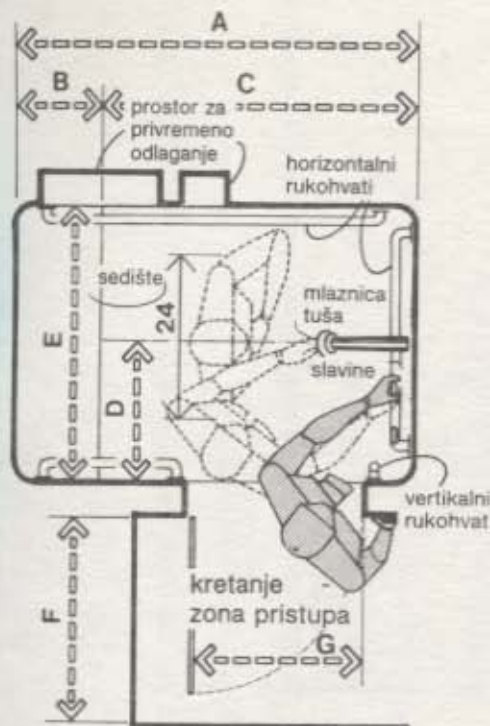 A
B
C
prostor za
privremeno
odlaganje
horizontalni
rukohvati
sedište
24
mlaznica
tuša
E
D
slavine
vertikalni
rukohvat
kretanje
zona pristupa
F
G